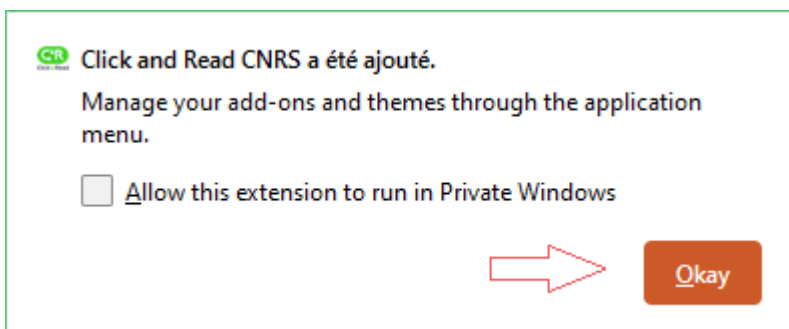 C'R
Click and Read CNRS a été ajouté.
Manage your add-ons and themes through the application
menu.
Allow this extension to run in Private Windows
Okay